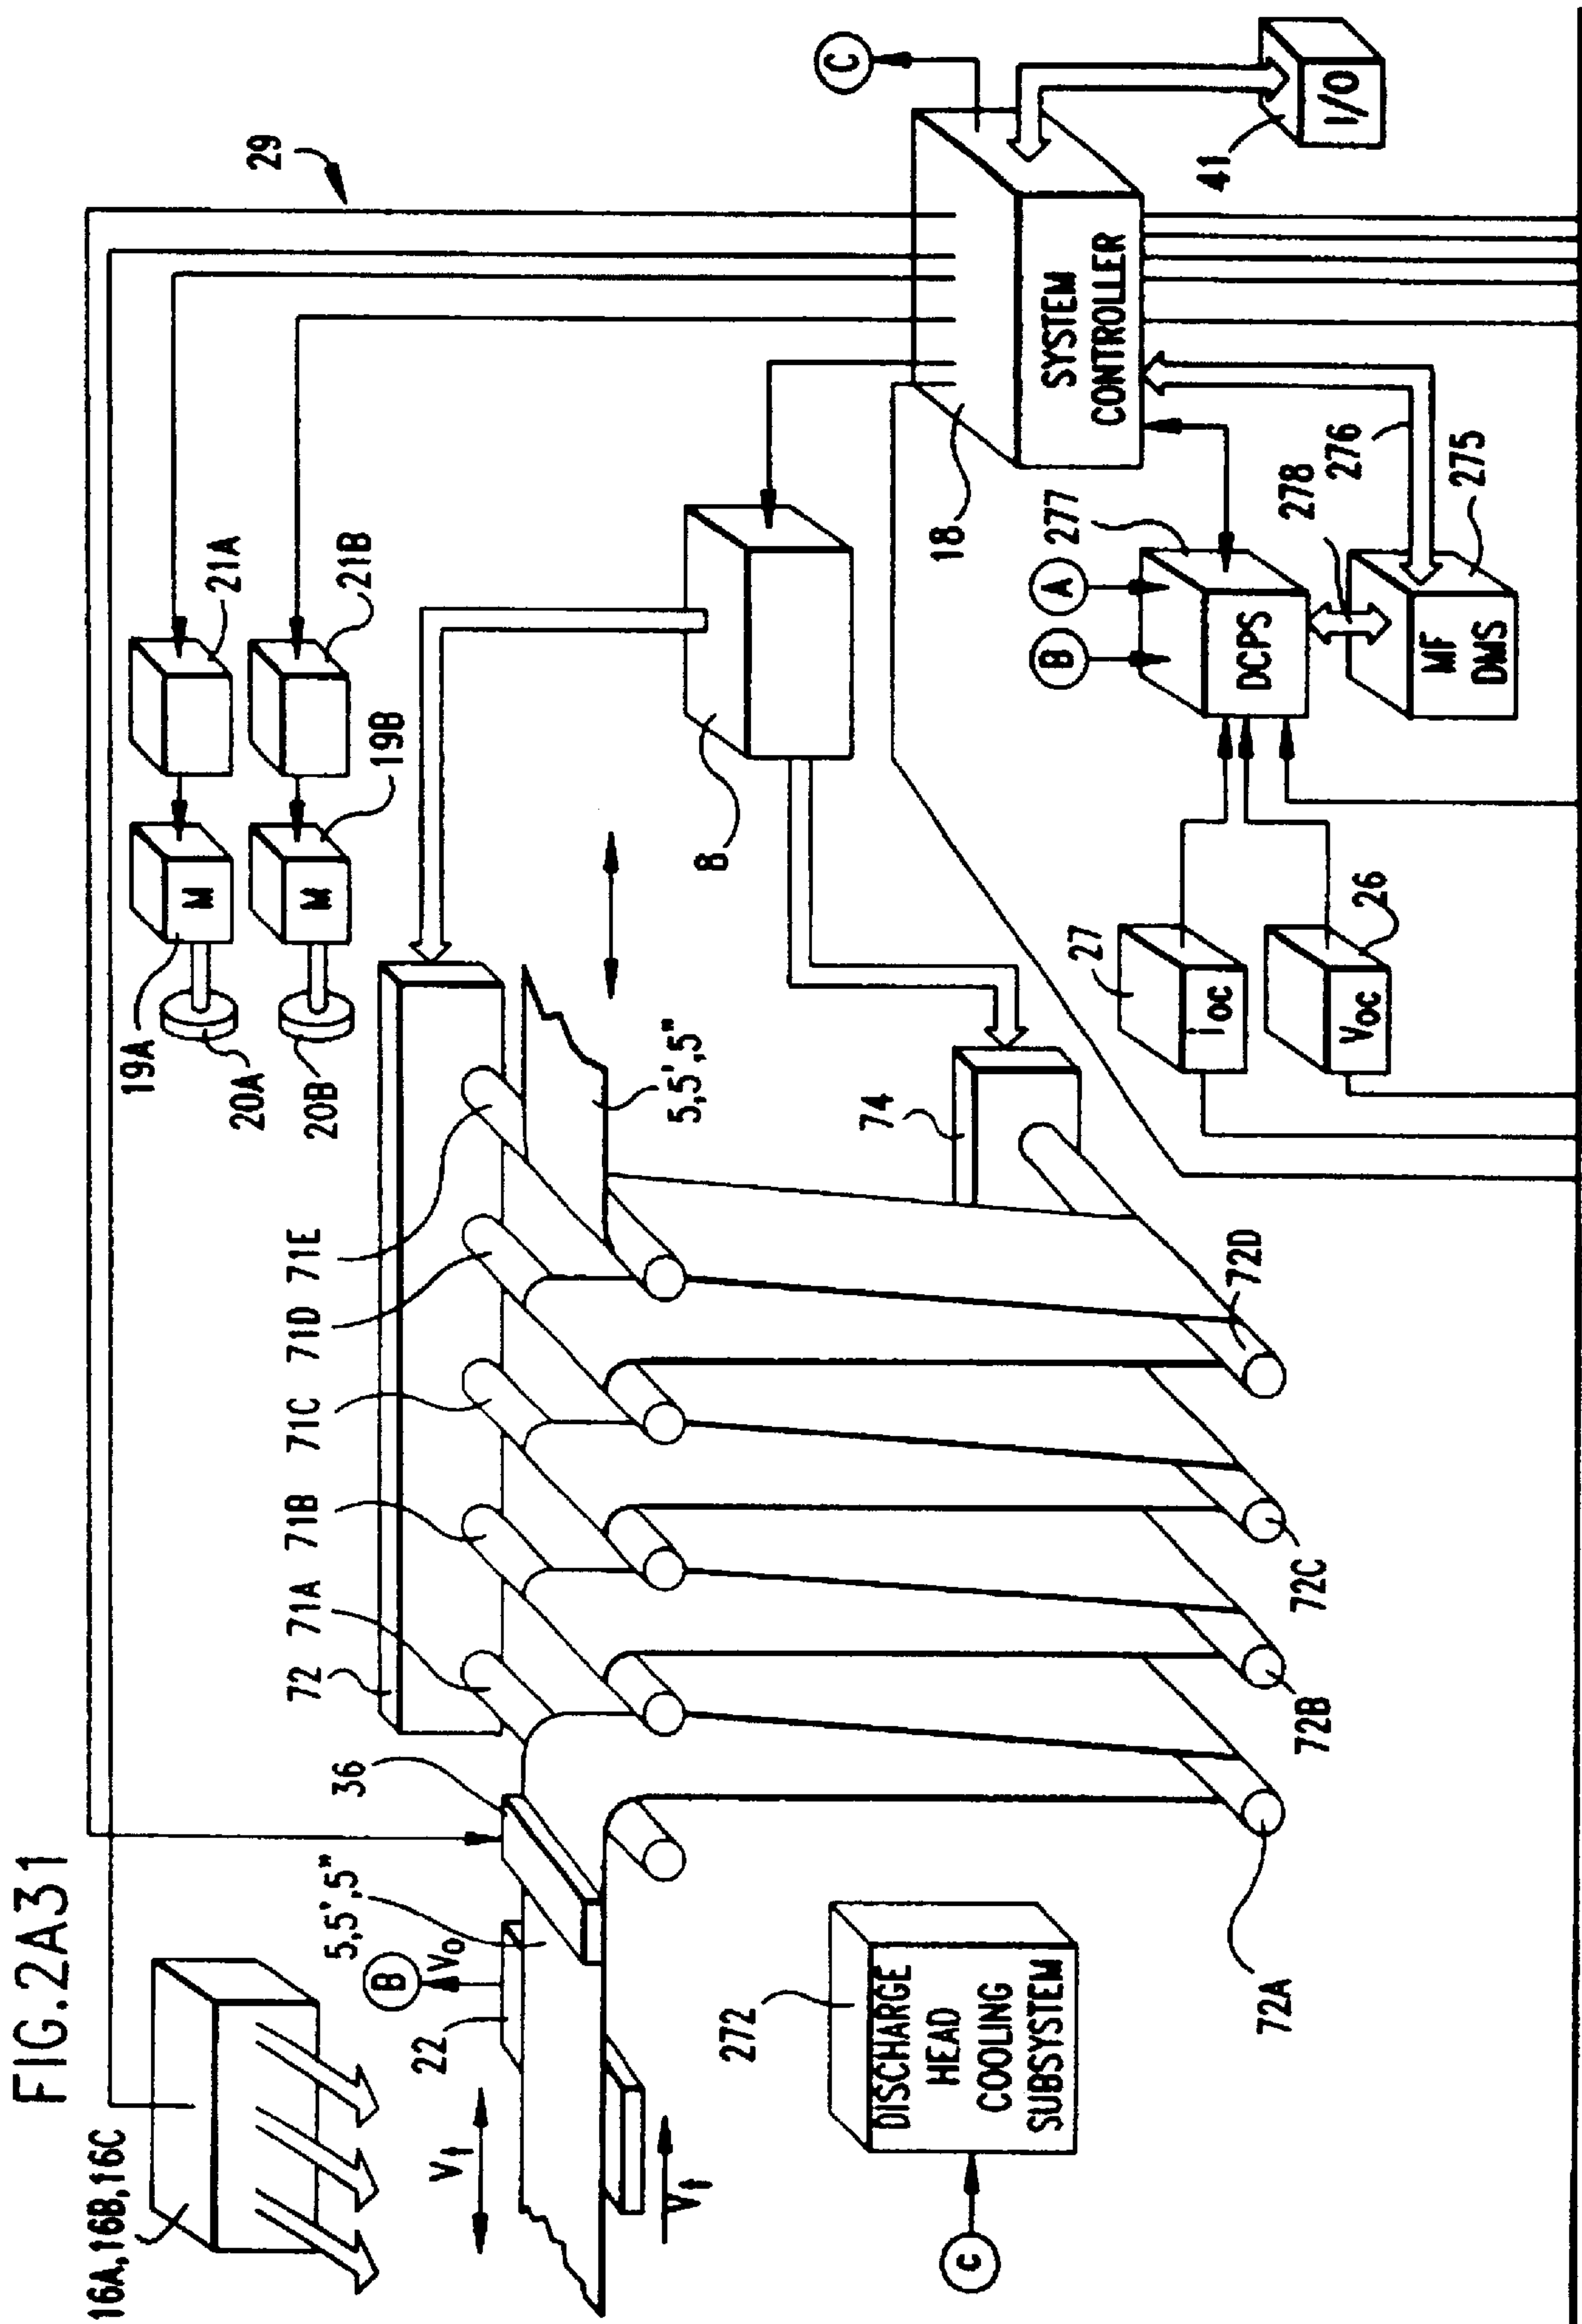 FIG.2A31
16A,16B,16C
29
21A
21B
19A
M
19B
M
20A
20B
72
71A
71B
71C
71D
71E
36
5,5',5"
B
Vo
22
Vt
Vt
5,5',5"
8
74
C
SYSTEM
CONTROLLER
18
41
I/O
A
B
277
DCPS
278
276
MF
DMS
275
27
ioc
26
Voc
272
DISCHARGE
HEAD
COOLING
SUBSYSTEM
c
72A
72B
72C
72D